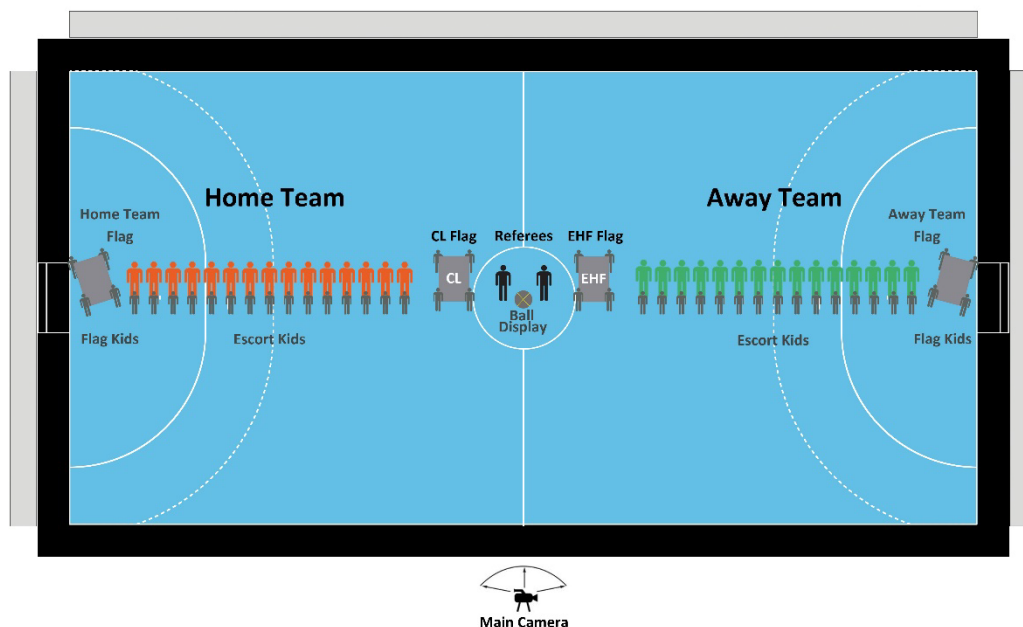 Home Team
Away Team
Home Team
Flag
Away Team
Flag
CL Flag
Referees
EHF Flag
CL
EHF
Ball
Display
Flag Kids
Escort Kids
Escort Kids
Flag Kids
Main Camera